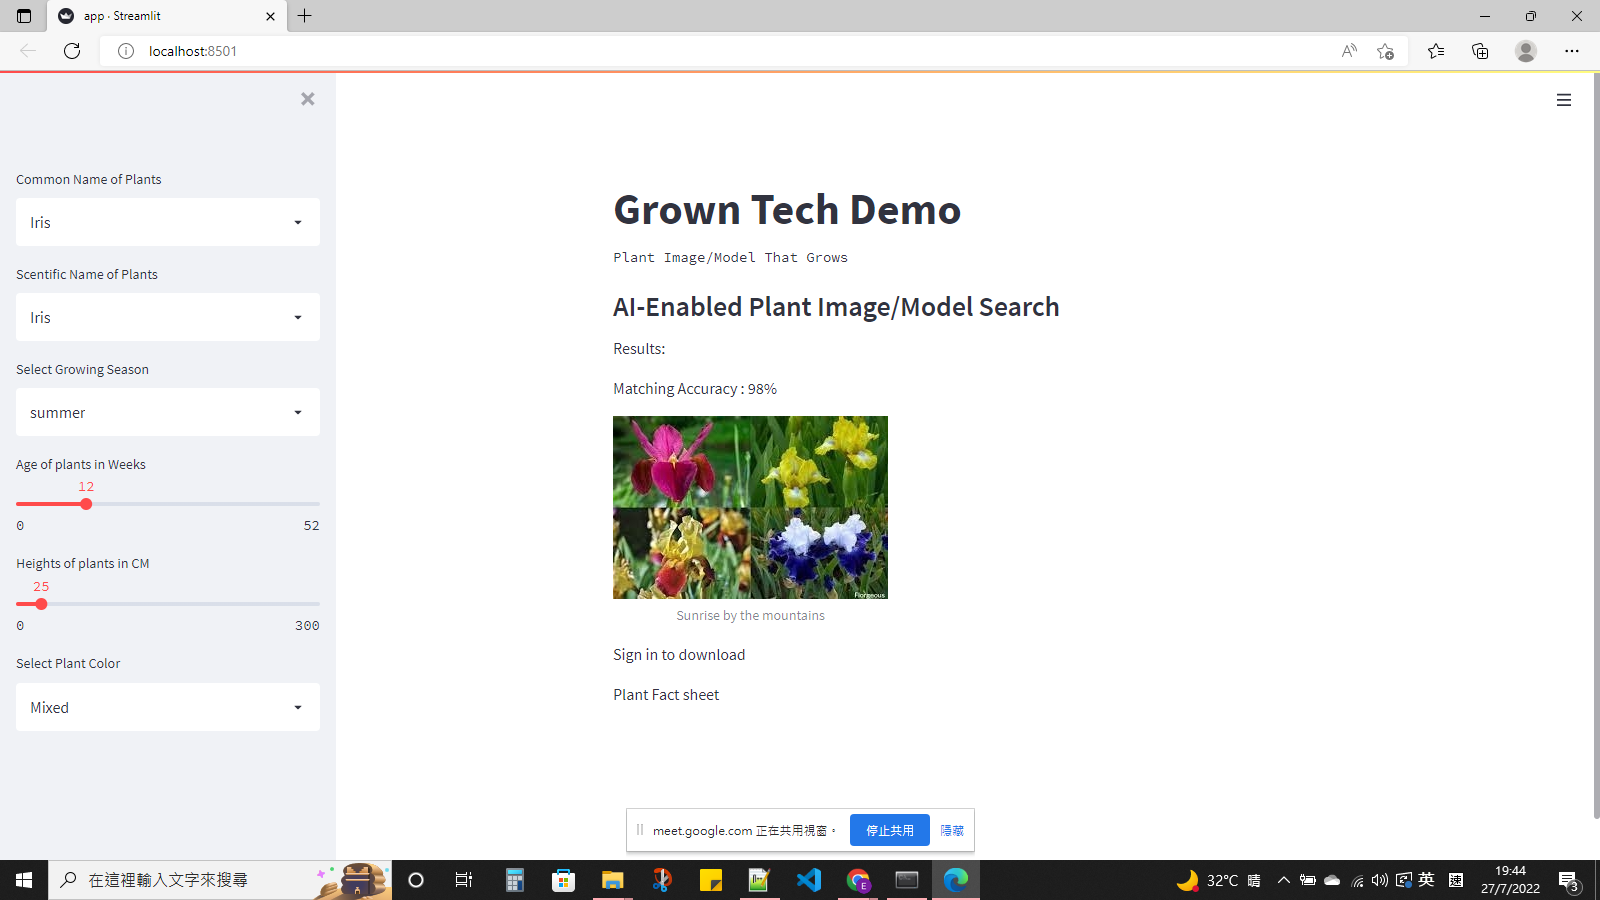 app · Streamlit
localhost:8501
Common Name of Plants
Iris
Scentific Name of Plants
Iris
Select Growing Season
summer
Age of plants in Weeks
12
0 52
Heights of plants in CM
25
0 300
Select Plant Color
Mixed
Grown Tech Demo
Plant Image/Model That Grows
AI-Enabled Plant Image/Model Search
Results:
Matching Accuracy : 98%
Florgeous
Sunrise by the mountains
Sign in to download
Plant Fact sheet
meet.google.com 正在共用視窗。 停止共用 隱藏
在這裡輸入文字來搜尋
E
32°C 晴
英
速
19:44
27/7/2022
3